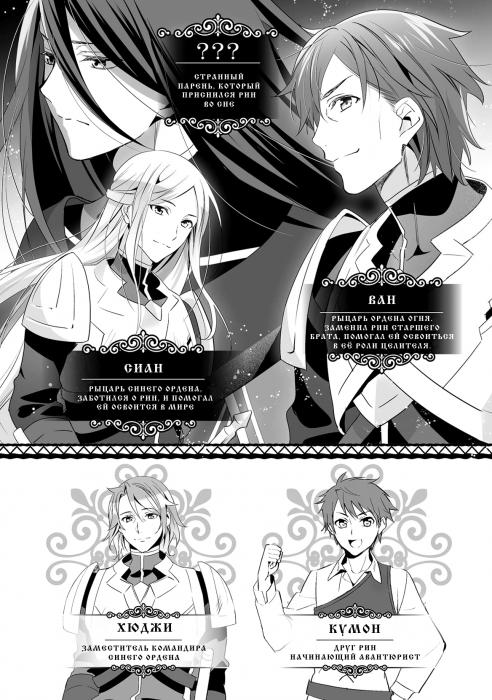 ???
СТРАННЫЙ
ПАРЕНЬ, КОТОРЫЙ
ПРИСНИЛСЯ РИН
ВО СНЕ
ВАН
РЫЦАРЬ ОРДЕНА ОГНЯ.
ЗАМЕНИЛ РИН СТАРШЕГО
БРАТА, ПОМОГАЛ ЕЙ ОСВОИТЬСЯ
В ЕЁ РОЛИ ЦЕЛИТЕЛЯ.
СИАН
РЫЦАРЬ СИНЕГО ОРДЕНА,
ЗАБОТИЛСЯ О РИН, И ПОМОГАЛ
ЕЙ ОСВОИТСЯ В МИРЕ
ХЮДЖИ
ЗАМЕСТИТЕЛЬ КОМАНДИРА
СИНЕГО ОРДЕНА
КУМОН
ДРУГ РИН
НАЧИНАЮЩИЙ АВАНТЮРИСТ